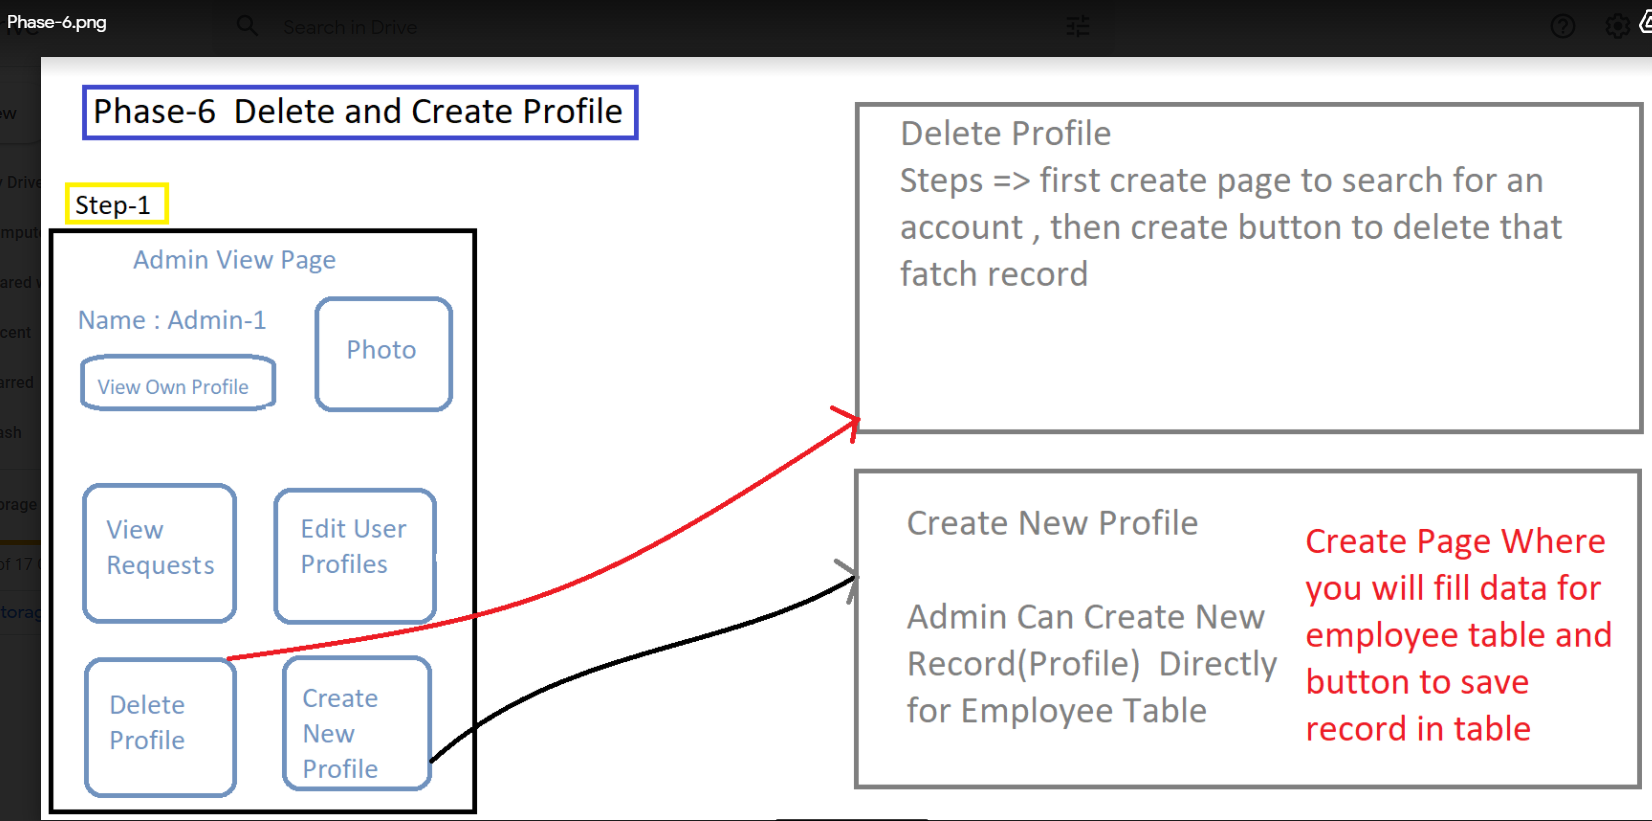 Phase-6.png
Search in Drive
Phase-6 Delete and Create Profile
Step-1
Admin View Page
Name : Admin-1
View Own Profile
Photo
View
Requests
Edit User
Profiles
Delete
Profile
Create
New
Profile
Delete Profile
Steps => first create page to search for an
account , then create button to delete that
fatch record
Create New Profile
Admin Can Create New
Record(Profile) Directly
for Employee Table
Create Page Where
you will fill data for
employee table and
button to save
record in table